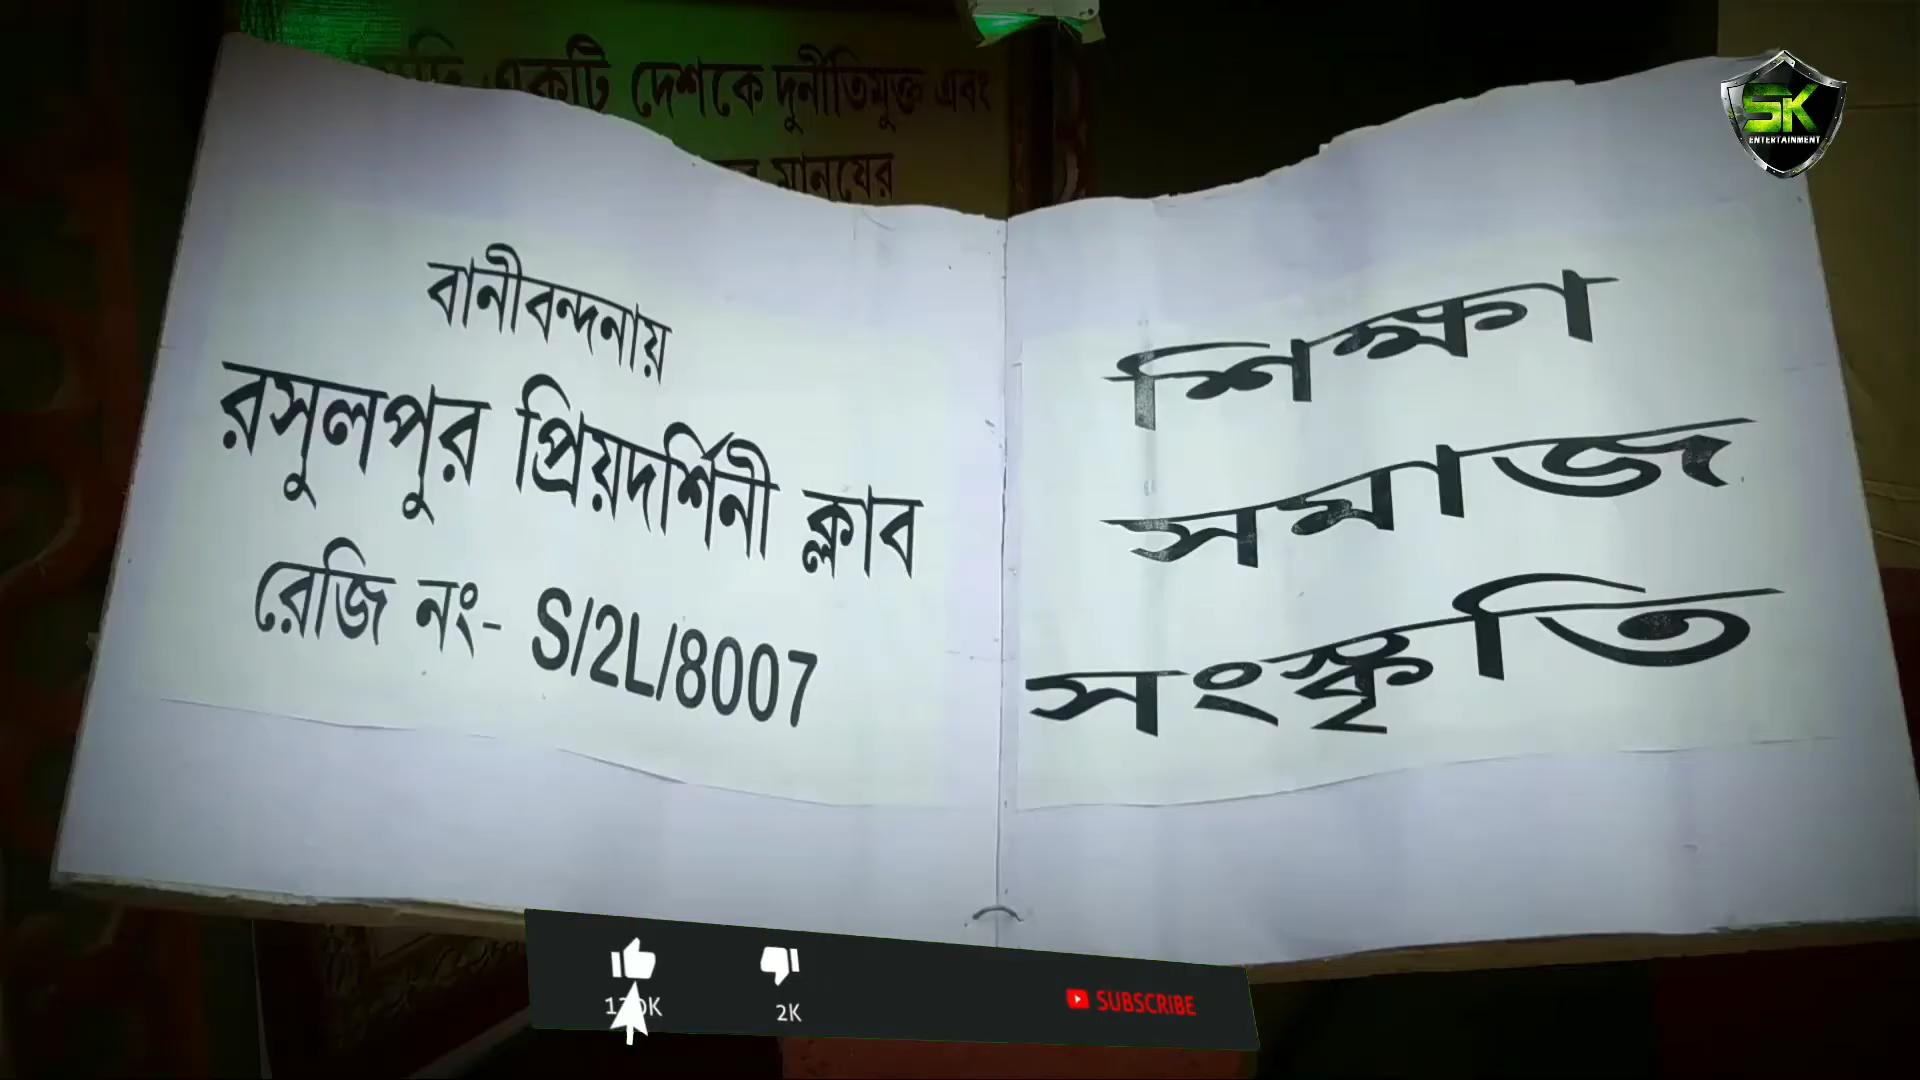 একটি দেশকে দুর্নীতিমুক্ত এবং
মানুষের
SK
ENTERTAINMENT
বানীবন্দনায়
রসুলপুর প্রিয়দর্শিনী ক্লাব
রেজি নং- S/2L/8007
শিক্ষা
সমাজ
সংস্কৃতি
2K
SUBSCRIBE